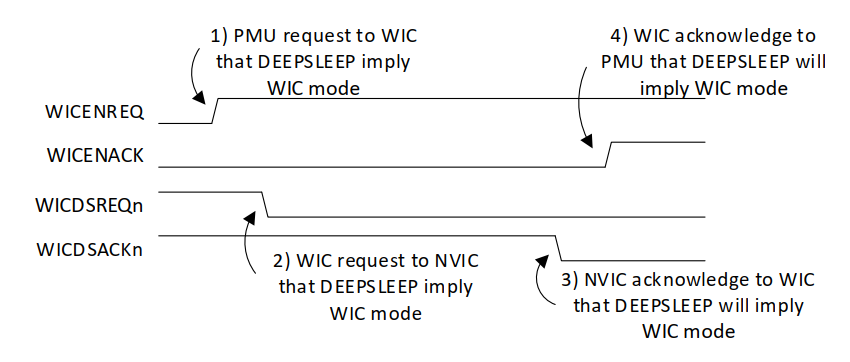 1) PMU request to WIC
that DEEPSLEEP imply
WIC mode
4) WIC acknowledge to
PMU that DEEPSLEEP will
imply WIC mode
WICENREQ
WICENACK
WICDSREQn
WICDSACKn
2) WIC request to NVIC
that DEEPSLEEP imply
WIC mode
3) NVIC acknowledge to WIC
that DEEPSLEEP will imply
WIC mode